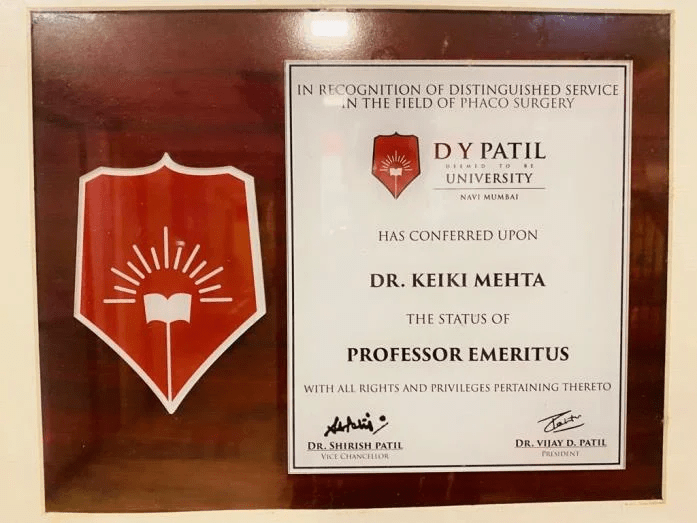 IN RECOGNITION OF DISTINGUISHED SERVICE
IN THE FIELD OF PHACO SURGERY
D Y PATIL
DEEMED TO BE
UNIVERSITY
NAVI MUMBAI
HAS CONFERRED UPON
DR. KEIKI MEHTA
THE STATUS OF
PROFESSOR EMERITUS
WITH ALL RIGHTS AND PRIVILEGES PERTAINING THERETO
DR. SHIRISH PATIL
VICE CHANCELLOR
DR. VIJAY D. PATIL
PRESIDENT